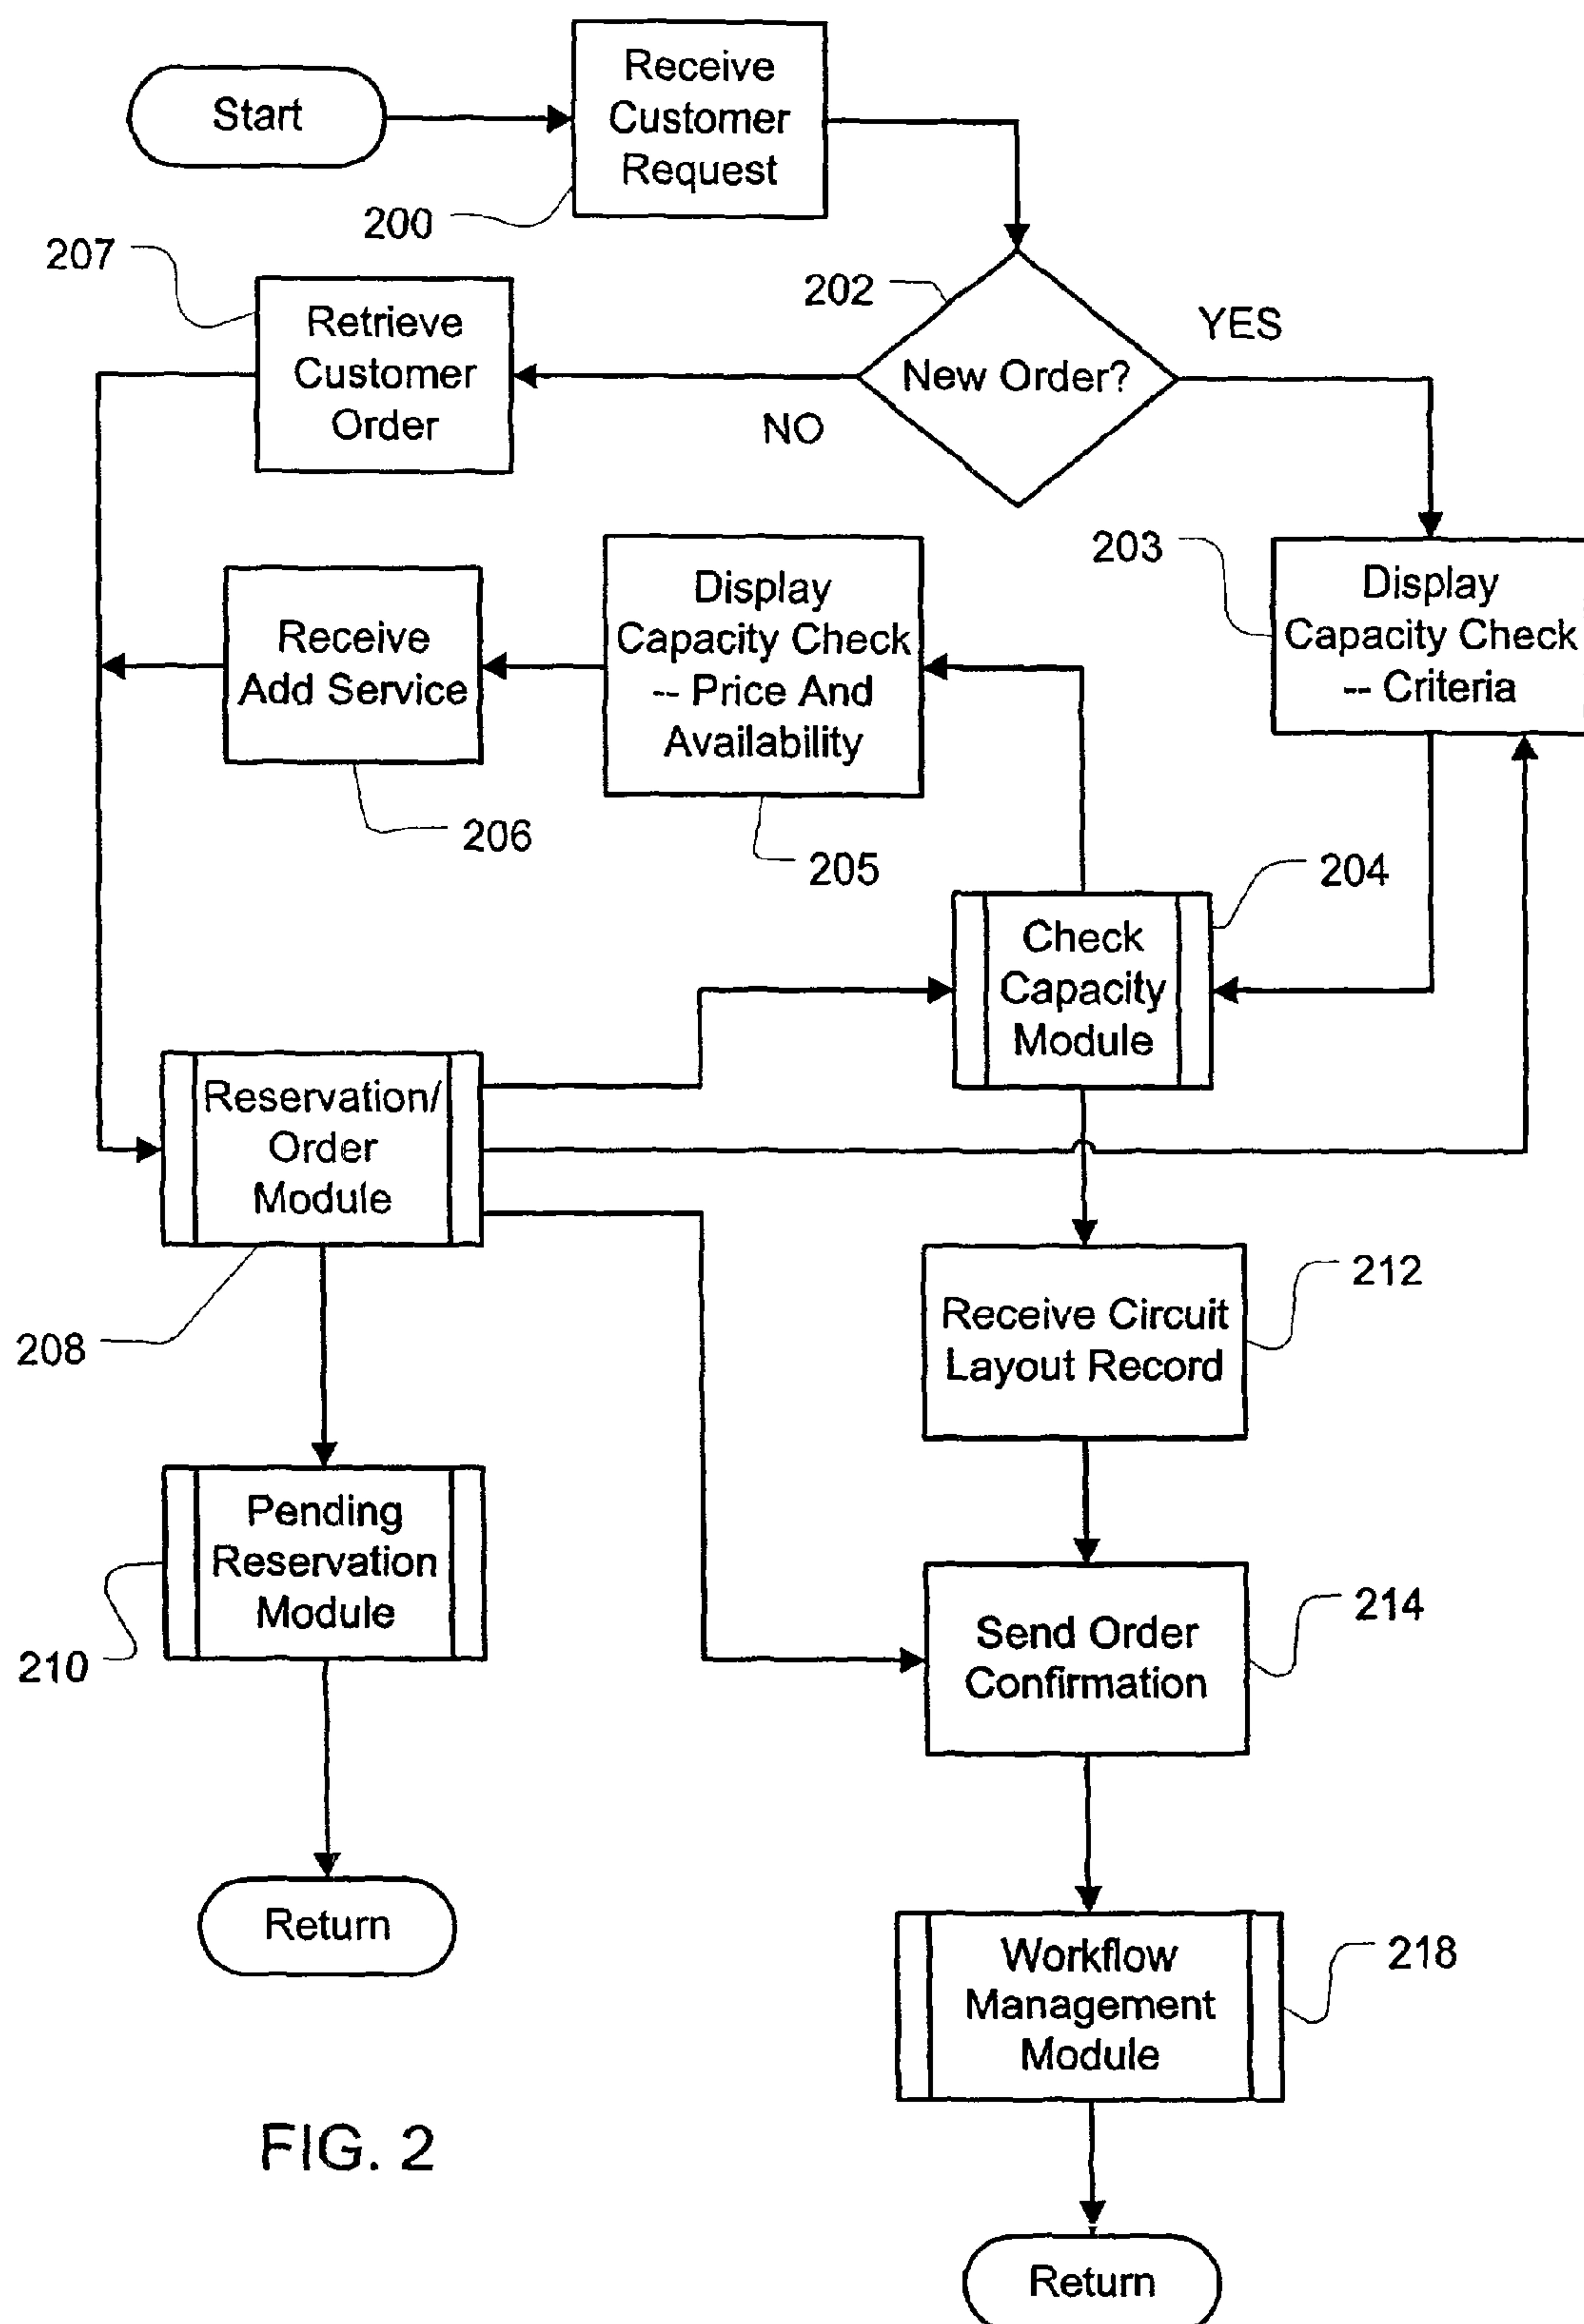 Start
Receive
Customer
Request
200
207
Retrieve
Customer
Order
202
New Order?
YES
NO
203
Display
Capacity Check
-- Criteria
Display
Capacity Check
-- Price And
Availability
Receive
Add Service
206
205
204
Check
Capacity
Module
Reservation/
Order
Module
208
212
Receive Circuit
Layout Record
Pending
Reservation
Module
210
214
Send Order
Confirmation
Return
218
Workflow
Management
Module
FIG. 2
Return